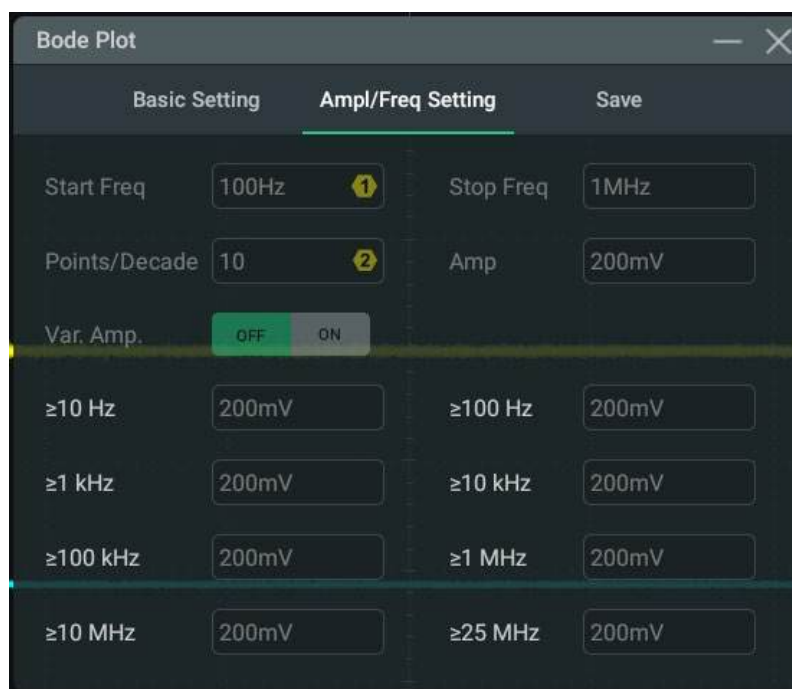 Bode Plot
Basic Setting Ampl/Freq Setting Save
Start Freq 100Hz 1 Stop Freq 1MHz
Points/Decade 10 2 Amp 200mV
Var. Amp. OFF ON
≥10 Hz 200mV ≥100 Hz 200mV
≥1 kHz 200mV ≥10 kHz 200mV
≥100 kHz 200mV ≥1 MHz 200mV
≥10 MHz 200mV ≥25 MHz 200mV